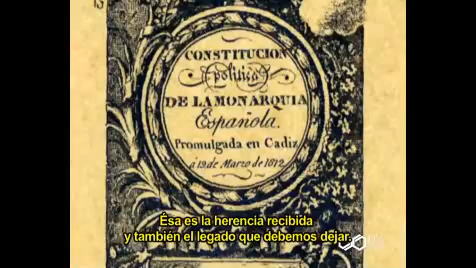 CONSTITUCION
politica
DE LA MONARQUIA
Española.
Promulgada en Cadiz
á 19 de Marzo de 1812
Ésa es la herencia recibida
y también el legado que debemos dejar